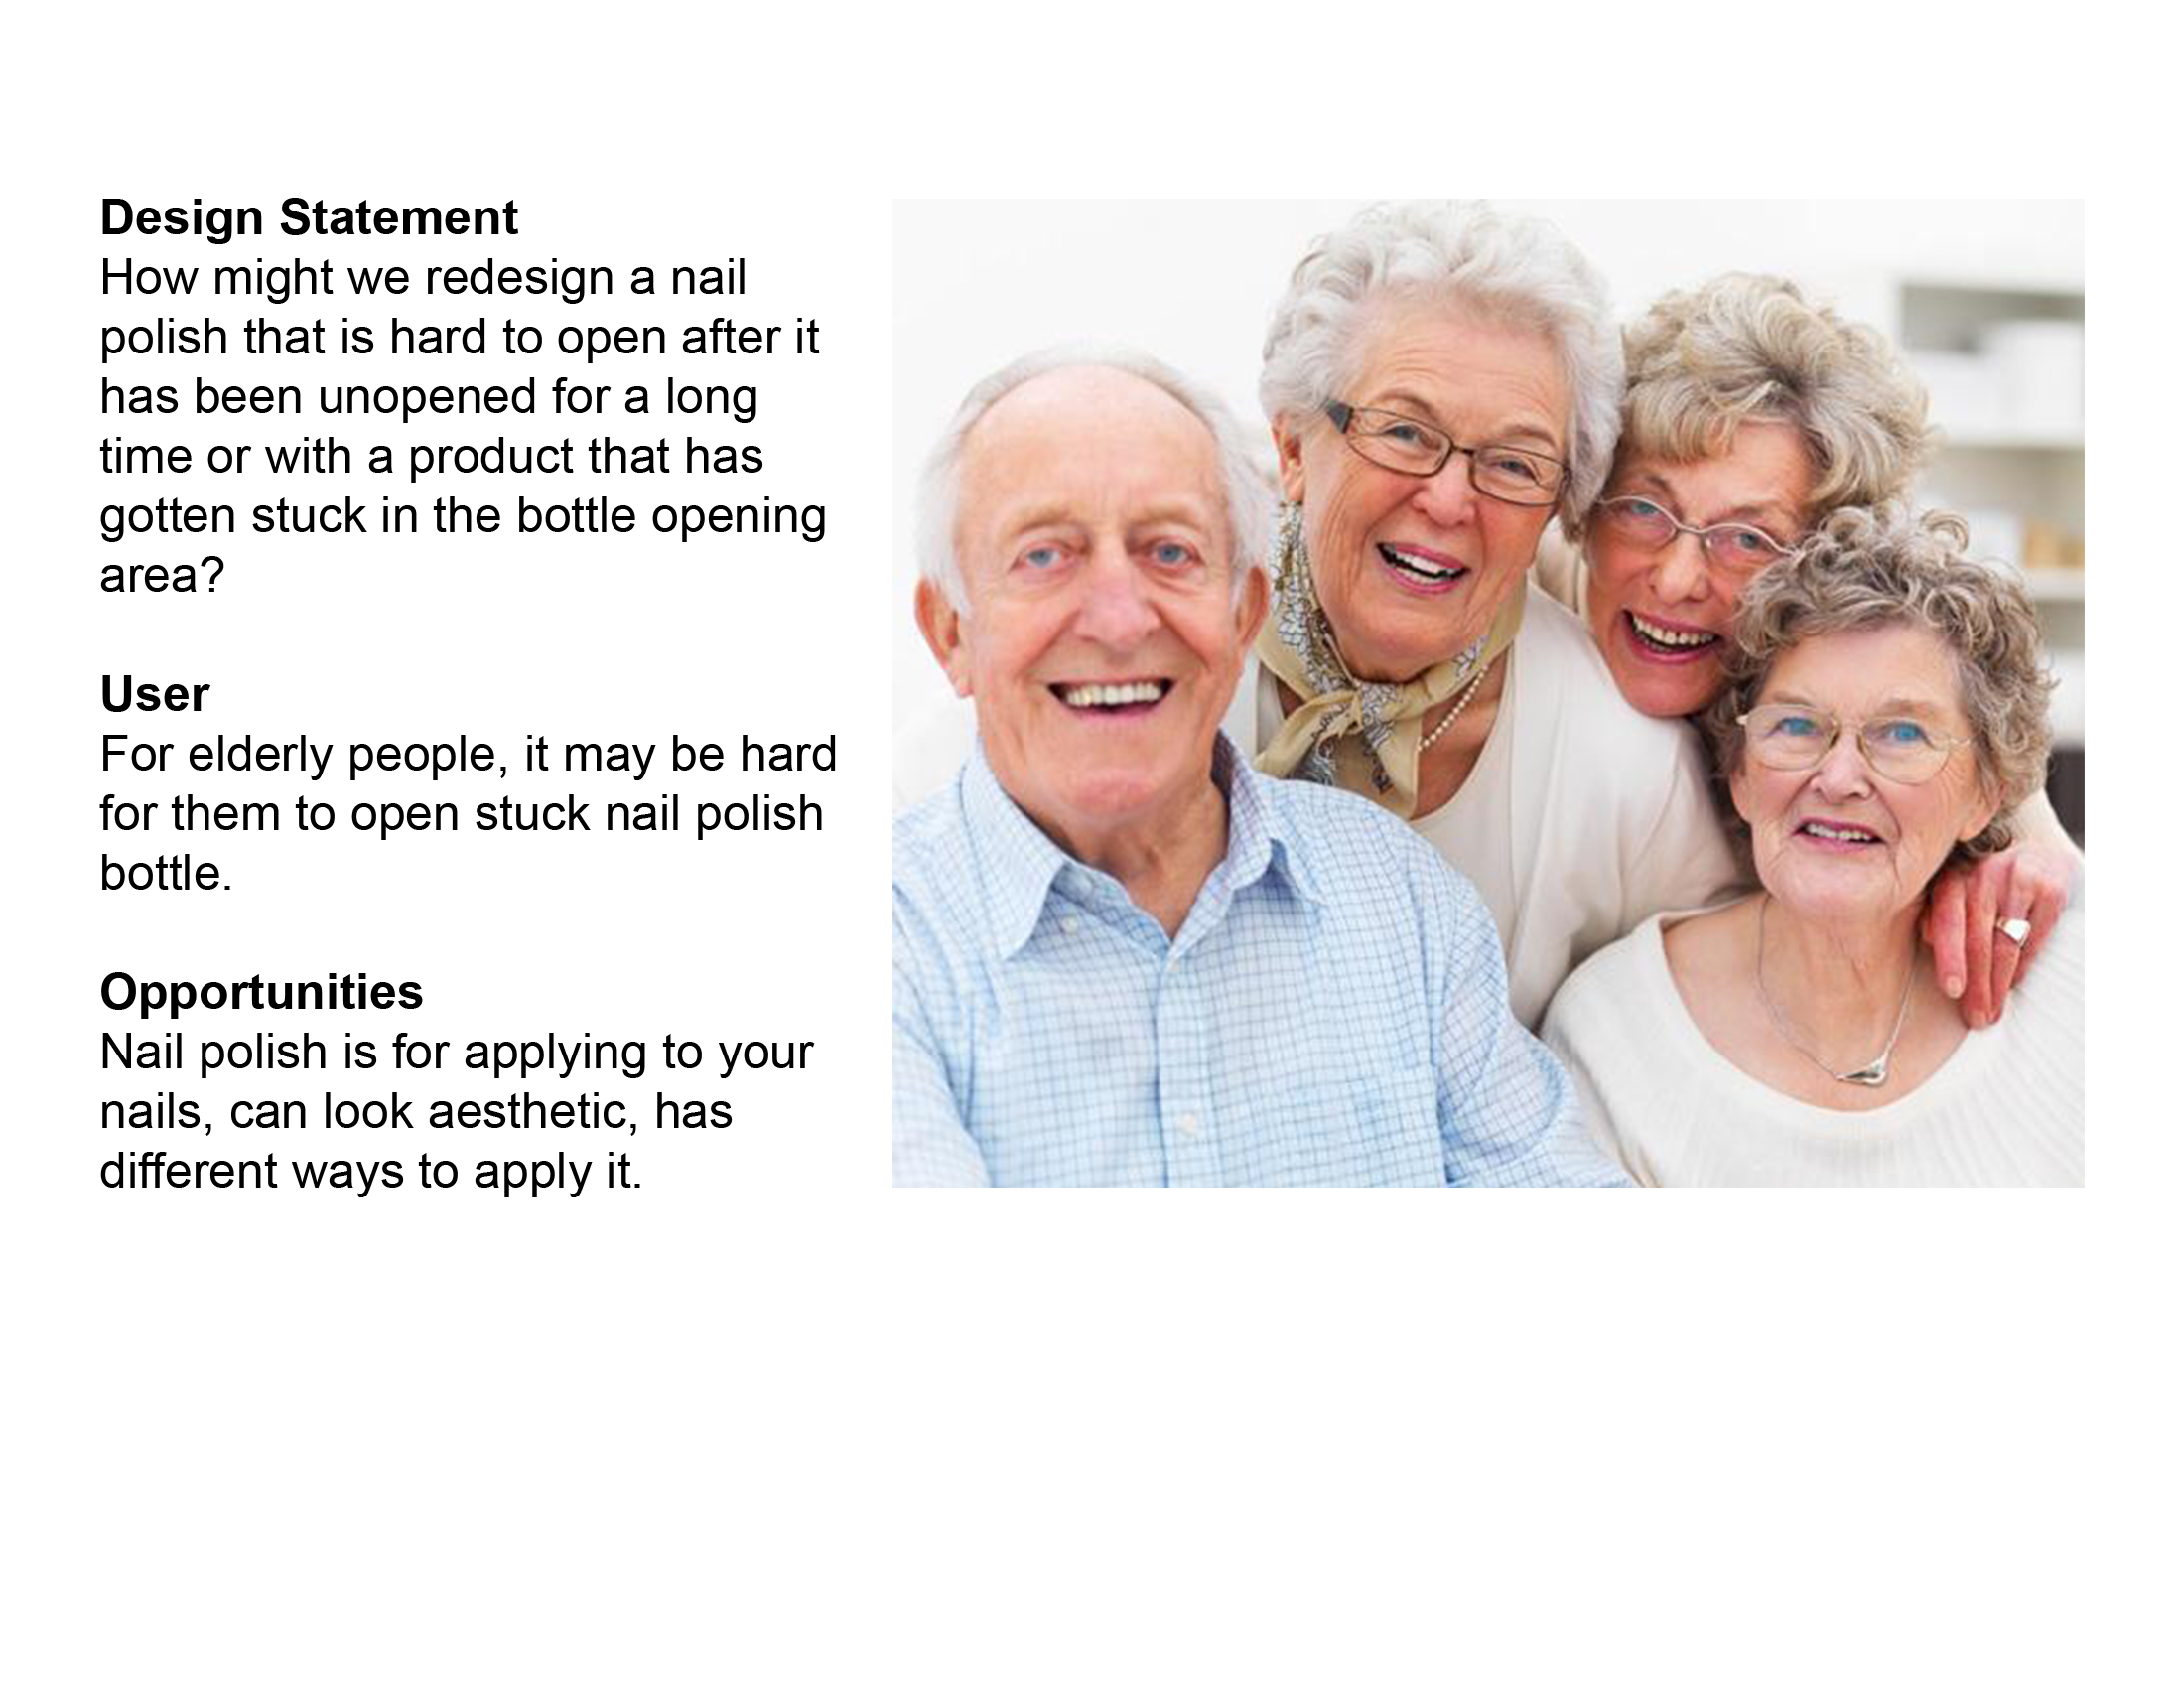 Design Statement
How might we redesign a nail
polish that is hard to open after it
has been unopened for a long
time or with a product that has
gotten stuck in the bottle opening
area?
User
For elderly people, it may be hard
for them to open stuck nail polish
bottle.
Opportunities
Nail polish is for applying to your
nails, can look aesthetic, has
different ways to apply it.